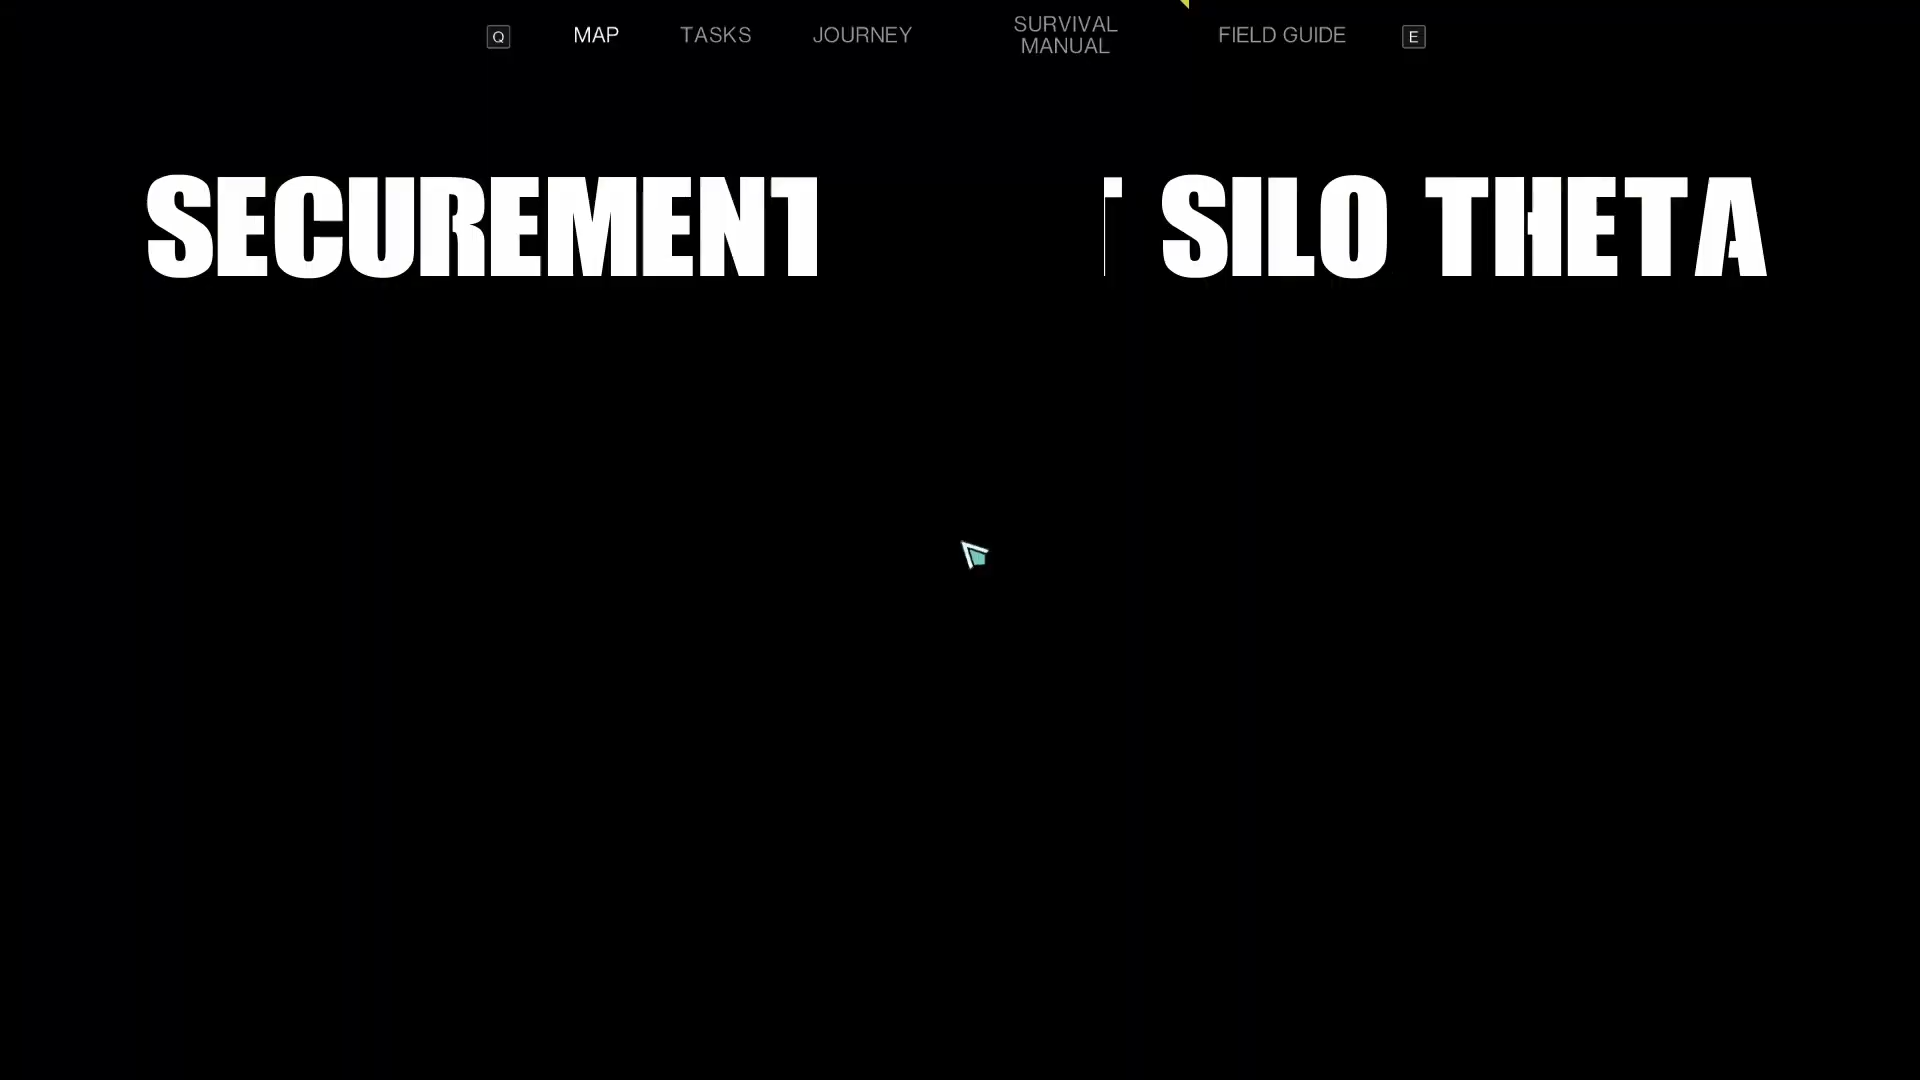 Q MAP TASKS JOURNEY SURVIVAL MANUAL FIELD GUIDE E
SECUREMENT SILO THETA